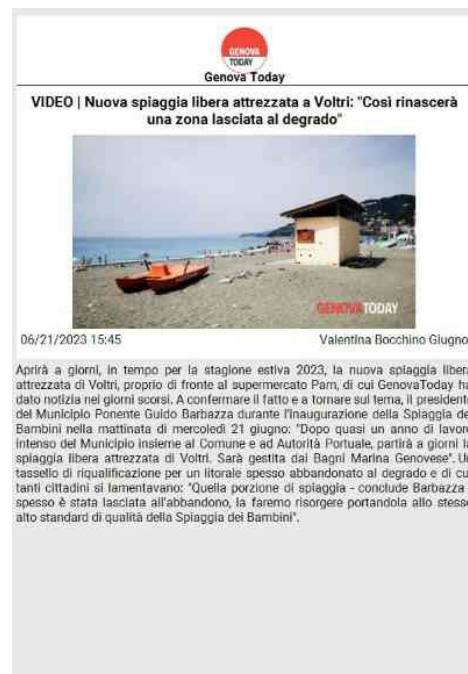 GENOVA
TODAY
Genova Today
VIDEO | Nuova spiaggia libera attrezzata a Voltri: "Così rinascerà
una zona lasciata al degrado"
GENOVATODAY
06/21/2023 15:45
Valentina Bocchino Giugno
Aprirà a giorni, in tempo per la stagione estiva 2023, la nuova spiaggia libera
attrezzata di Voltri, proprio di fronte al supermercato Pam, di cui GenovaToday ha
dato notizia nei giorni scorsi. A confermare il fatto e a tornare sul tema, il presidente
del Municipio Ponente Guido Barbazza durante l'inaugurazione della Spiaggia de
Bambini nella mattinata di mercoledì 21 giugno: "Dopo quasi un anno di lavoro
intenso del Municipio insieme al Comune e ad Autorità Portuale, partirà a giorni la
spiaggia libera attrezzata di Voltri. Sarà gestita dai Bagni Marina Genovese". Un
tassello di riqualificazione per un litorale spesso abbandonato al degrado e di cu
tanti cittadini si lamentavano: "Quella porzione di spiaggia - conclude Barbazza
spesso è stata lasciata all'abbandono, la faremo risorgere portandola allo stesso
alto standard di qualità della Spiaggia dei Bambini".